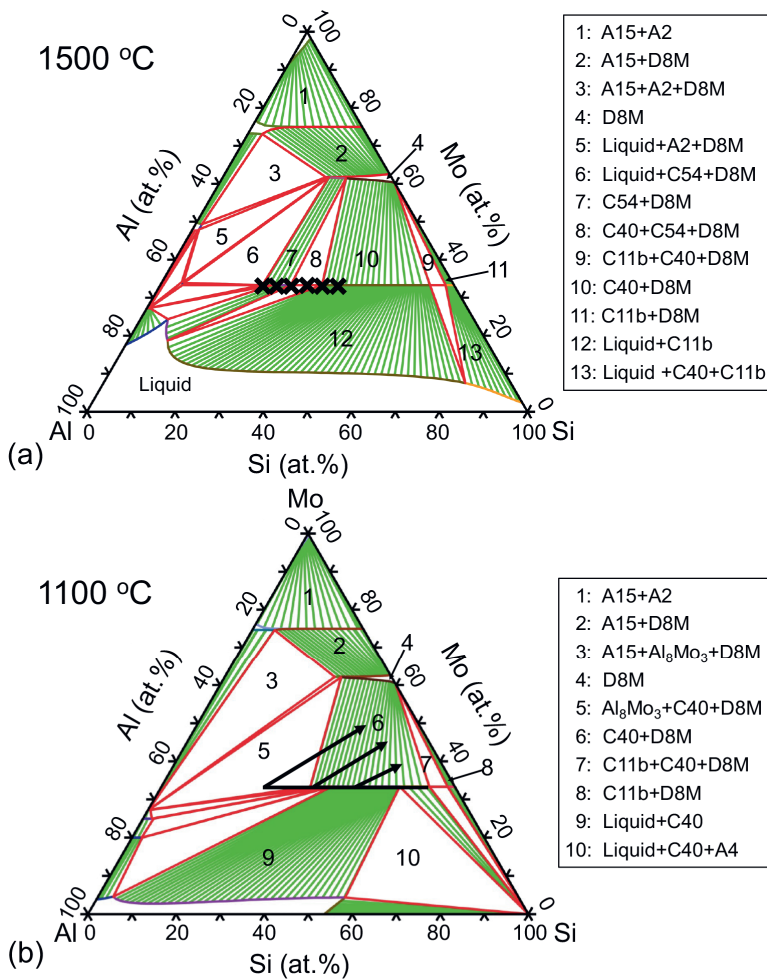 1500 °C
0
100
20
80
40
60
60
40
80
20
100
0
Al (at.%)
Mo (at.%)
1
2
3
4
5
6
7
8
9
10
11
12
13
Liquid
Al
0
20
40
60
80
100
Si
Si (at.%)
(a)
1: A15+A2
2: A15+D8M
3: A15+A2+D8M
4: D8M
5: Liquid+A2+D8M
6: Liquid+C54+D8M
7: C54+D8M
8: C40+C54+D8M
9: C11b+C40+D8M
10: C40+D8M
11: C11b+D8M
12: Liquid+C11b
13: Liquid +C40+C11b
Mo
1100 °C
0
100
20
80
40
60
60
40
80
20
100
0
Al (at.%)
Mo (at.%)
1
2
3
4
5
6
7
8
9
10
Al
0
20
40
60
80
100
Si
Si (at.%)
(b)
1: A15+A2
2: A15+D8M
3: A15+Al₈Mo₃+D8M
4: D8M
5: Al₈Mo₃+C40+D8M
6: C40+D8M
7: C11b+C40+D8M
8: C11b+D8M
9: Liquid+C40
10: Liquid+C40+A4